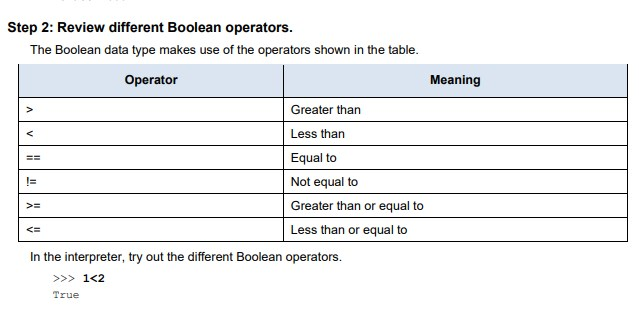 Step 2: Review different Boolean operators.
The Boolean data type makes use of the operators shown in the table.
Operator Meaning
> Greater than
< Less than
== Equal to
!= Not equal to
>= Greater than or equal to
<= Less than or equal to
In the interpreter, try out the different Boolean operators.
>>> 1<2
True